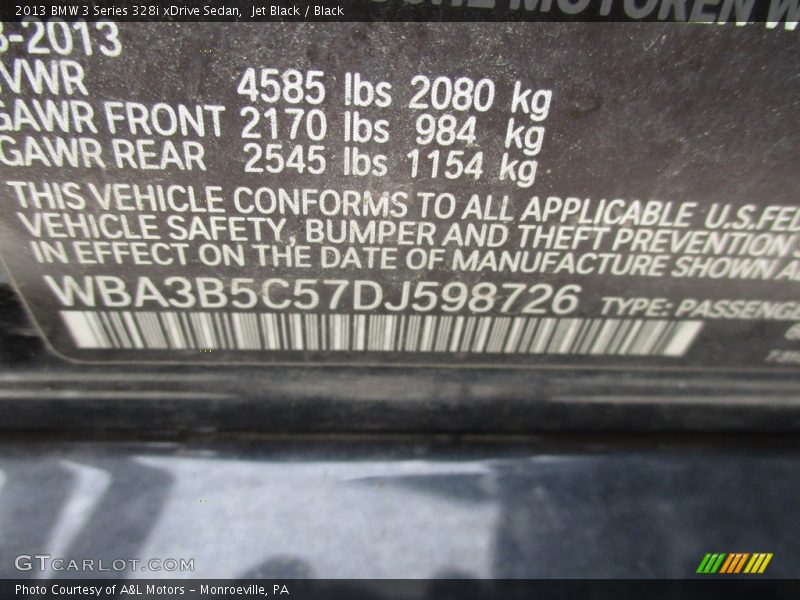 2013 BMW 3 Series 328i xDrive Sedan, Jet Black / Black
MOTOREN W
3-2013
VWR 4585 lbs 2080 kg
GAWR FRONT 2170 lbs 984 kg
GAWR REAR 2545 lbs 1154 kg
THIS VEHICLE CONFORMS TO ALL APPLICABLE U.S.FED
VEHICLE SAFETY, BUMPER AND THEFT PREVENTION S
IN EFFECT ON THE DATE OF MANUFACTURE SHOWN A
WBA3B5C57DJ598726 TYPE: PASSENGE
GTCARLOT.COM
Photo Courtesy of A&L Motors - Monroeville, PA